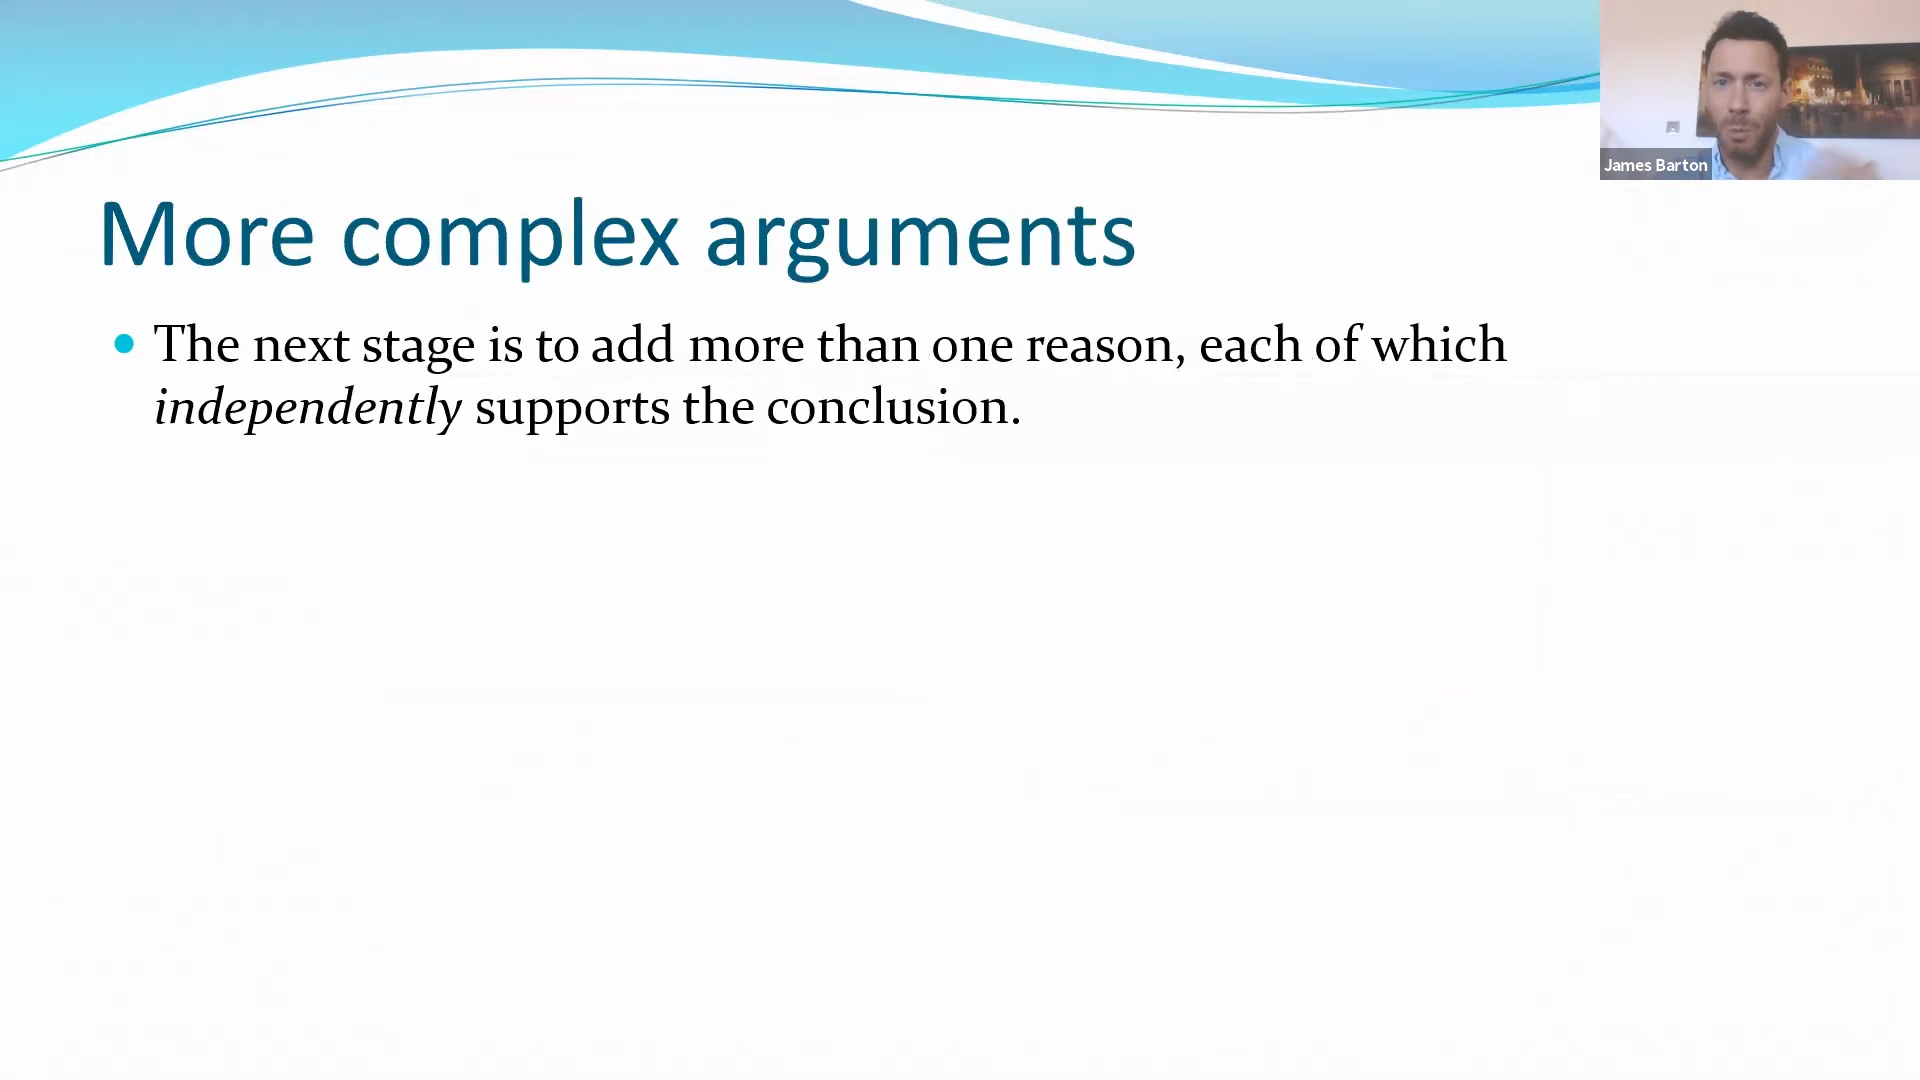 James Barton
More complex arguments
• The next stage is to add more than one reason, each of which
independently supports the conclusion.